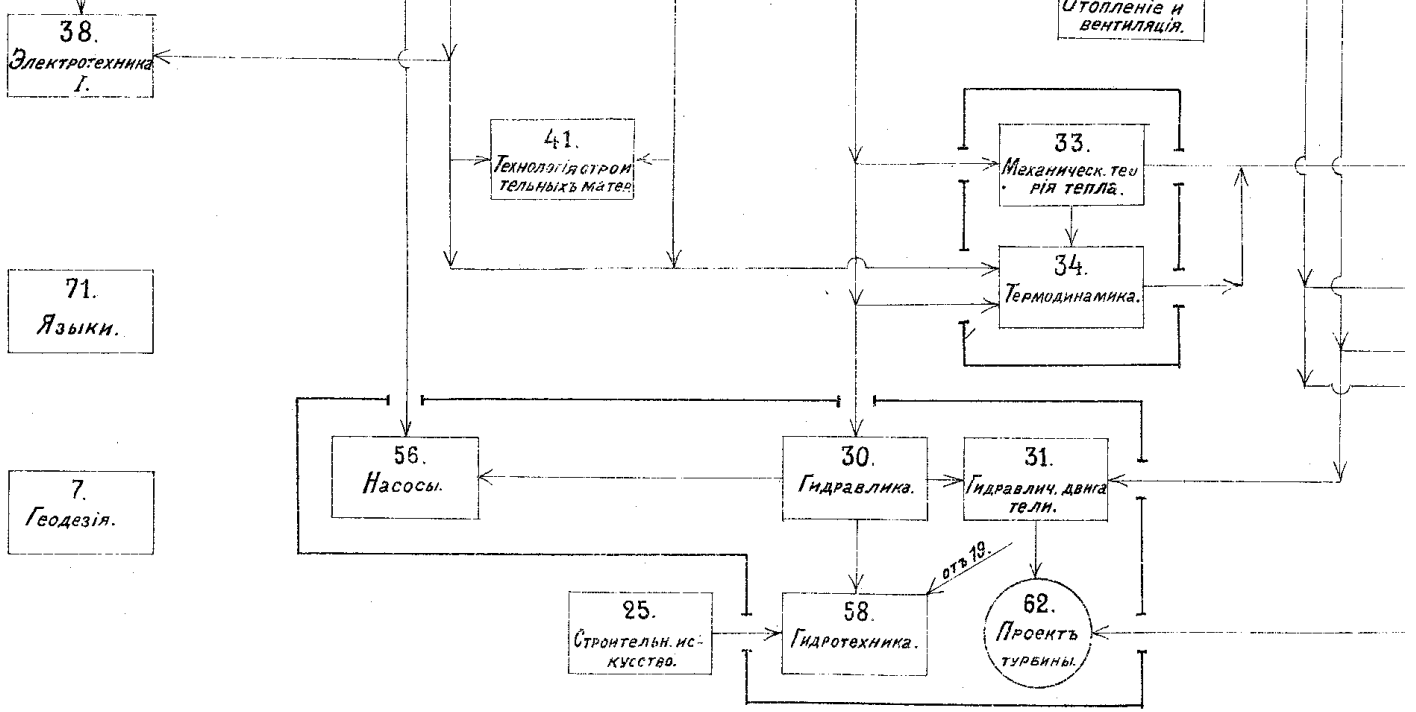 Отопленіе и
вентиляція.
38.
Электротехника
I.
41.
Технологія строи
тельныхъ матер.
33.
Механическ. тео
рія тепла.
34.
Термодинамика.
71.
Языки.
56.
Насосы.
30.
Гидравлика.
31.
Гидравлич. двига
тели.
7.
Геодезія.
отъ 19.
25.
Строительн. ис-
кусство.
58.
Гидротехника.
62.
Проектъ
турбины.